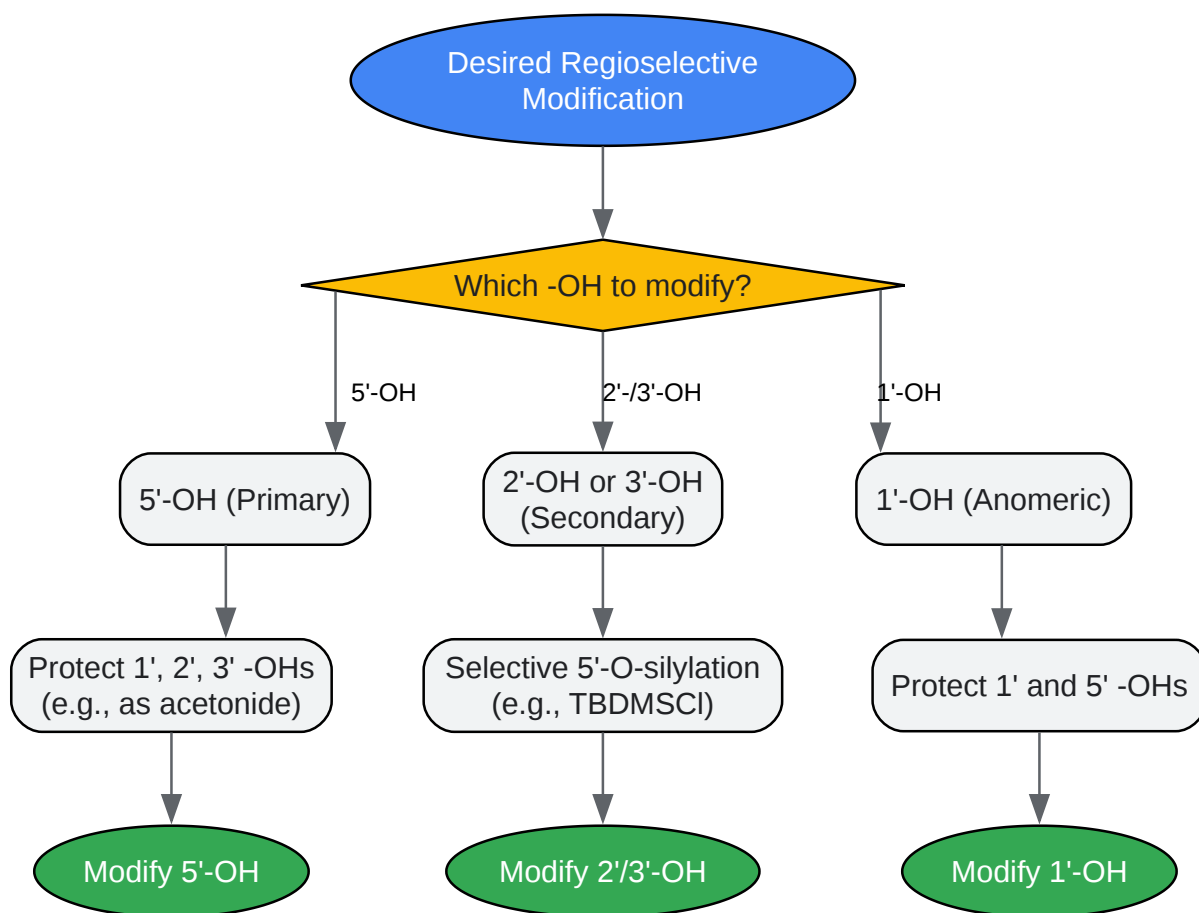 Desired Regioselective
Modification
Which -OH to modify?
5'-OH
2'-/3'-OH
1'-OH
5'-OH (Primary)
2'-OH or 3'-OH
(Secondary)
1'-OH (Anomeric)
Protect 1', 2', 3' -OHs
(e.g., as acetonide)
Selective 5'-O-silylation
(e.g., TBDMSCl)
Protect 1' and 5' -OHs
Modify 5'-OH
Modify 2'/3'-OH
Modify 1'-OH